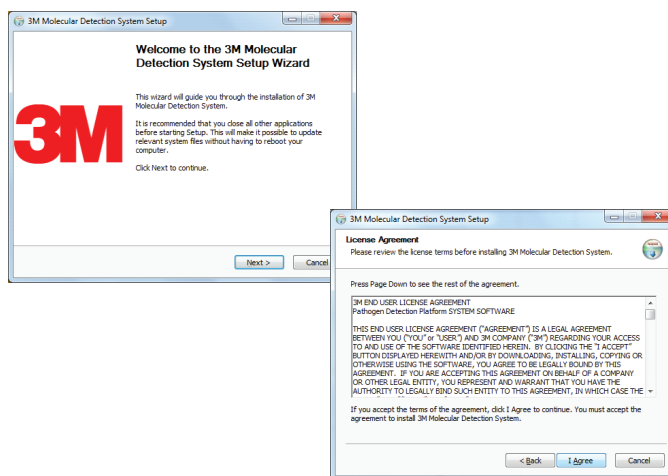 3M Molecular Detection System Setup
Welcome to the 3M Molecular
Detection System Setup Wizard
This wizard will guide you through the installation of 3M
Molecular Detection System.
It is recommended that you close all other applications
before starting Setup. This will make it possible to update
relevant system files without having to reboot your
computer.
Click Next to continue.
3M
Next >
Cancel
3M Molecular Detection System Setup
License Agreement
Please review the license terms before installing 3M Molecular Detection System.
Press Page Down to see the rest of the agreement.
3M END USER LICENSE AGREEMENT
Pathogen Detection Platform SYSTEM SOFTWARE
THIS END USER LICENSE AGREEMENT ("AGREEMENT") IS A LEGAL AGREEMENT
BETWEEN YOU ("YOU" or "USER") AND 3M COMPANY ("3M") REGARDING YOUR ACCESS
TO AND USE OF THE SOFTWARE IDENTIFIED HEREIN. BY CLICKING THE "I ACCEPT"
BUTTON DISPLAYED HEREWITH AND/OR BY DOWNLOADING, INSTALLING, COPYING OR
OTHERWISE USING THE SOFTWARE, YOU AGREE TO BE LEGALLY BOUND BY THIS
AGREEMENT. IF YOU ARE ACCEPTING THIS AGREEMENT ON BEHALF OF A COMPANY
OR OTHER LEGAL ENTITY, YOU REPRESENT AND WARRANT THAT YOU HAVE THE
AUTHORITY TO LEGALLY BIND SUCH ENTITY TO THIS AGREEMENT, IN WHICH CASE THE
If you accept the terms of the agreement, click I Agree to continue. You must accept the
agreement to install 3M Molecular Detection System.
< Back
I Agree
Cancel